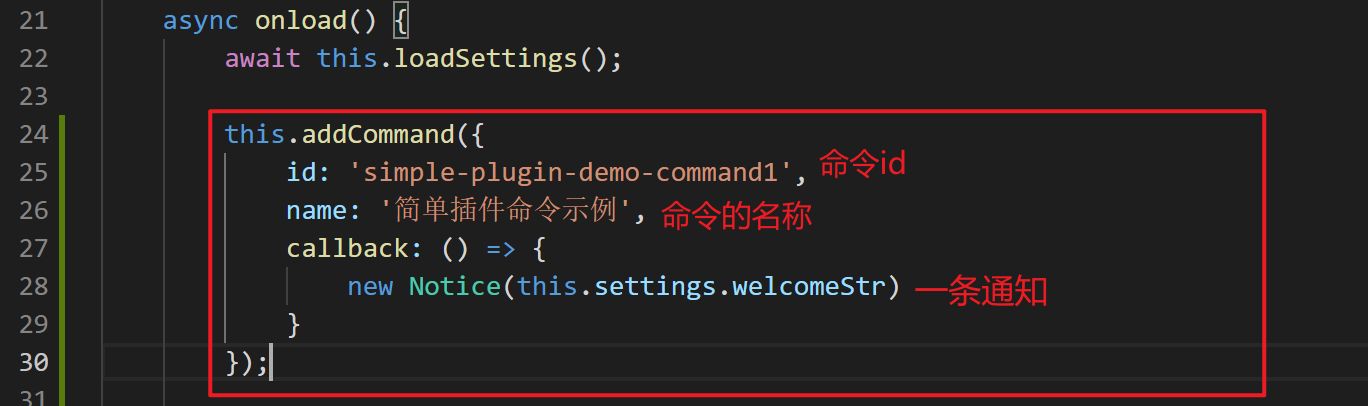 21 async onload() {
22 await this.loadSettings();
23
24 this.addCommand({
25 id: 'simple-plugin-demo-command1', 命令id
26 name: '简单插件命令示例', 命令的名称
27 callback: () => {
28 new Notice(this.settings.welcomeStr) 一条通知
29 }
30 });
31